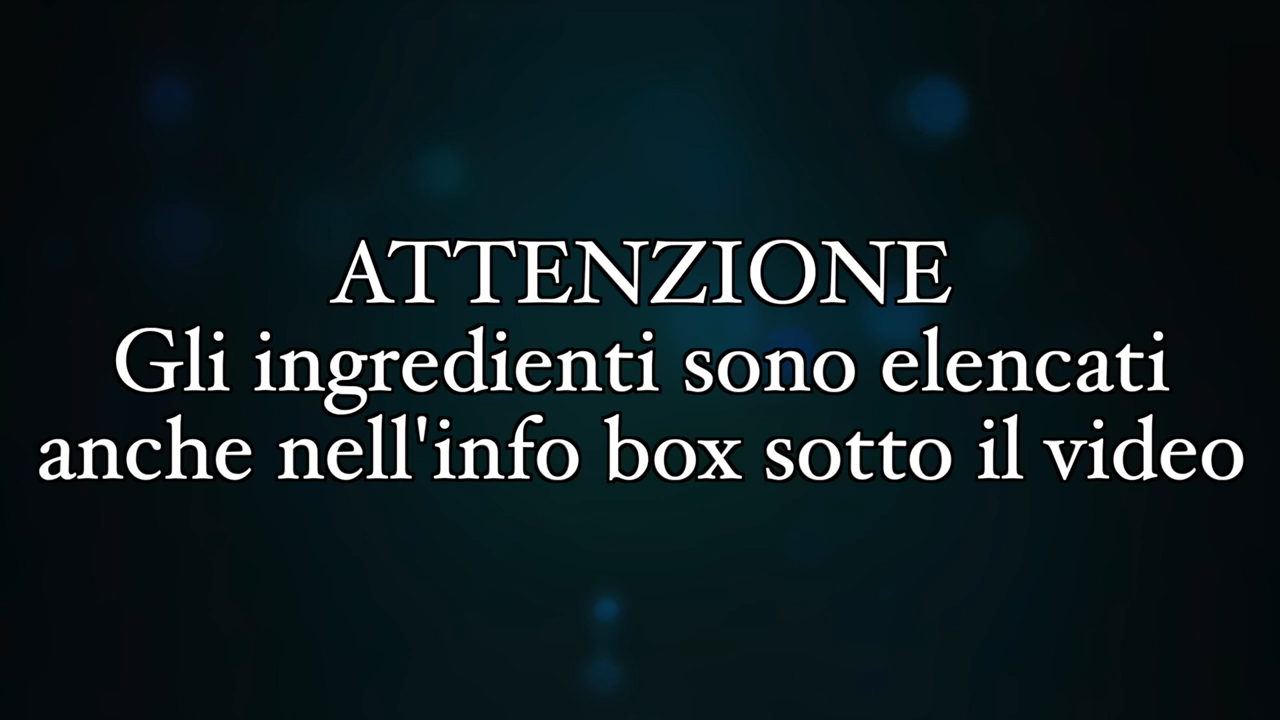 ATTENZIONE
Gli ingredienti sono elencati
anche nell'info box sotto il video